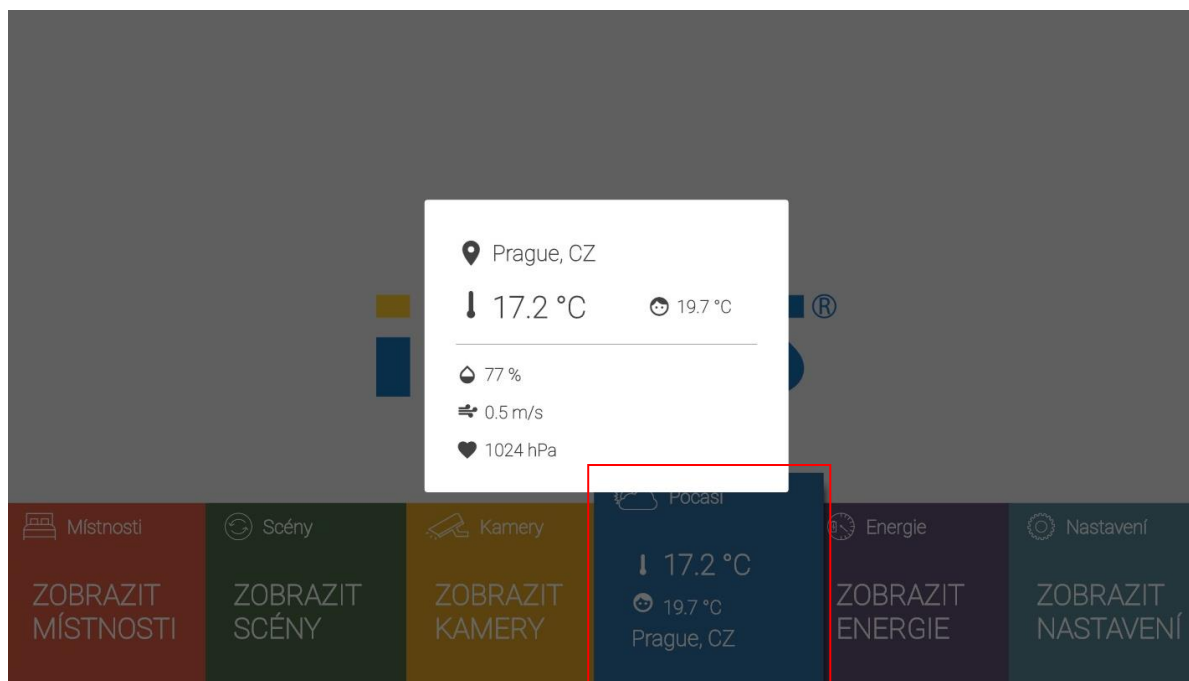 Prague, CZ
17.2 °C
19.7 °C
®
77 %
0.5 m/s
1024 hPa
Místnosti
ZOBRAZIT
MÍSTNOSTI
Scény
ZOBRAZIT
SCÉNY
Kamery
ZOBRAZIT
KAMERY
Počasí
17.2 °C
19.7 °C
Prague, CZ
Energie
ZOBRAZIT
ENERGIE
Nastavení
ZOBRAZIT
NASTAVENÍ